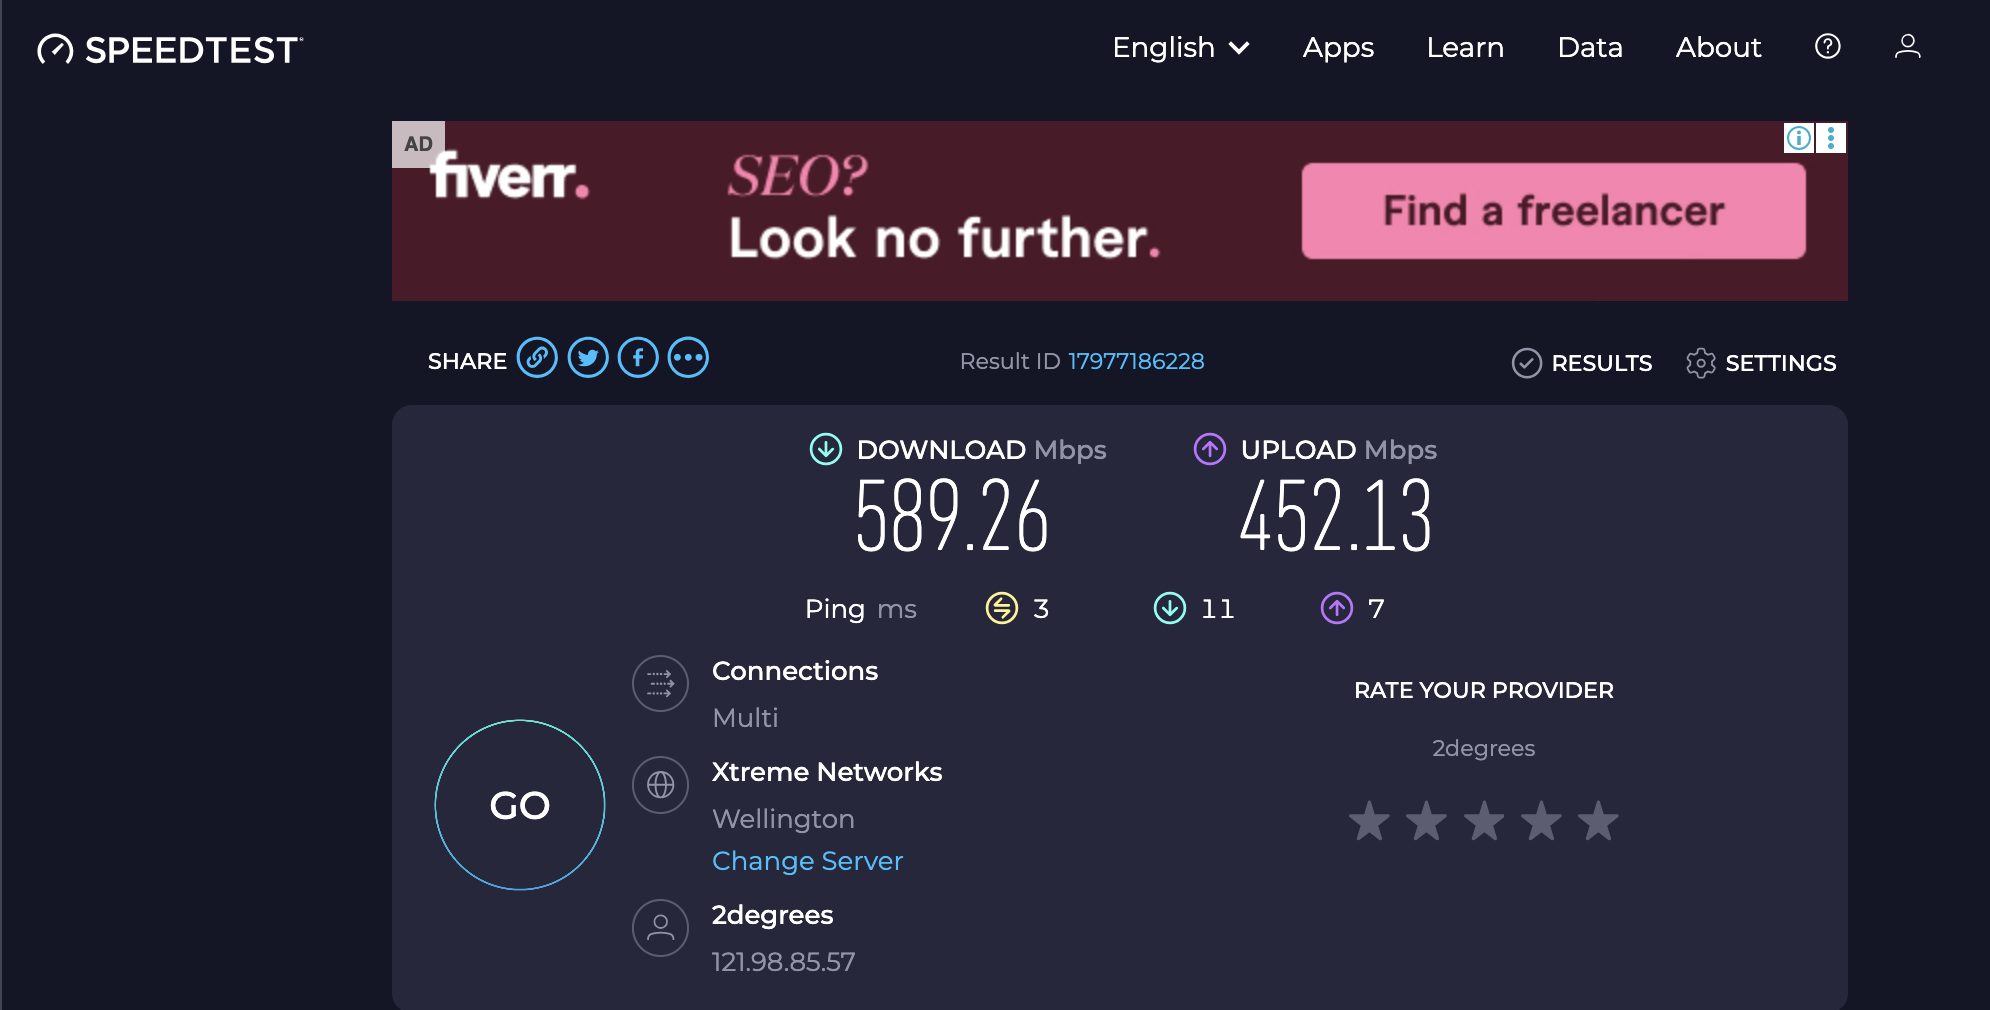 SPEEDTEST
English Apps Learn Data About
AD
fiverr.
SEO?
Look no further.
Find a freelancer
SHARE
Result ID 17977186228
RESULTS SETTINGS
DOWNLOAD Mbps
589.26
UPLOAD Mbps
452.13
Ping ms 3 11 7
GO
Connections
Multi
Xtreme Networks
Wellington
Change Server
2degrees
121.98.85.57
RATE YOUR PROVIDER
2degrees